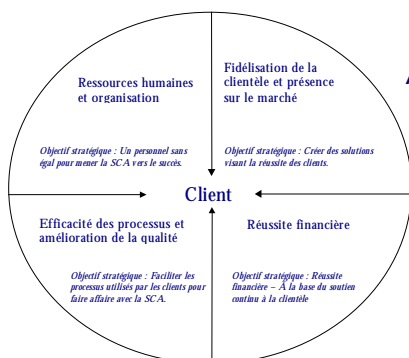 Ressources humaines
et organisation
Objectif stratégique : Un personnel sans
égal pour mener la SCA vers le succès.
Fidélisation de la
clientèle et présence
sur le marché
Objectif stratégique : Créer des solutions
visant la réussite des clients.
Client
Efficacité des processus et
amélioration de la qualité
Objectif stratégique : Faciliter les
processus utilisés par les clients pour
faire affaire avec la SCA.
Réussite financière
Objectif stratégique : Réussite
financière – À la base du soutien
continu à la clientèle